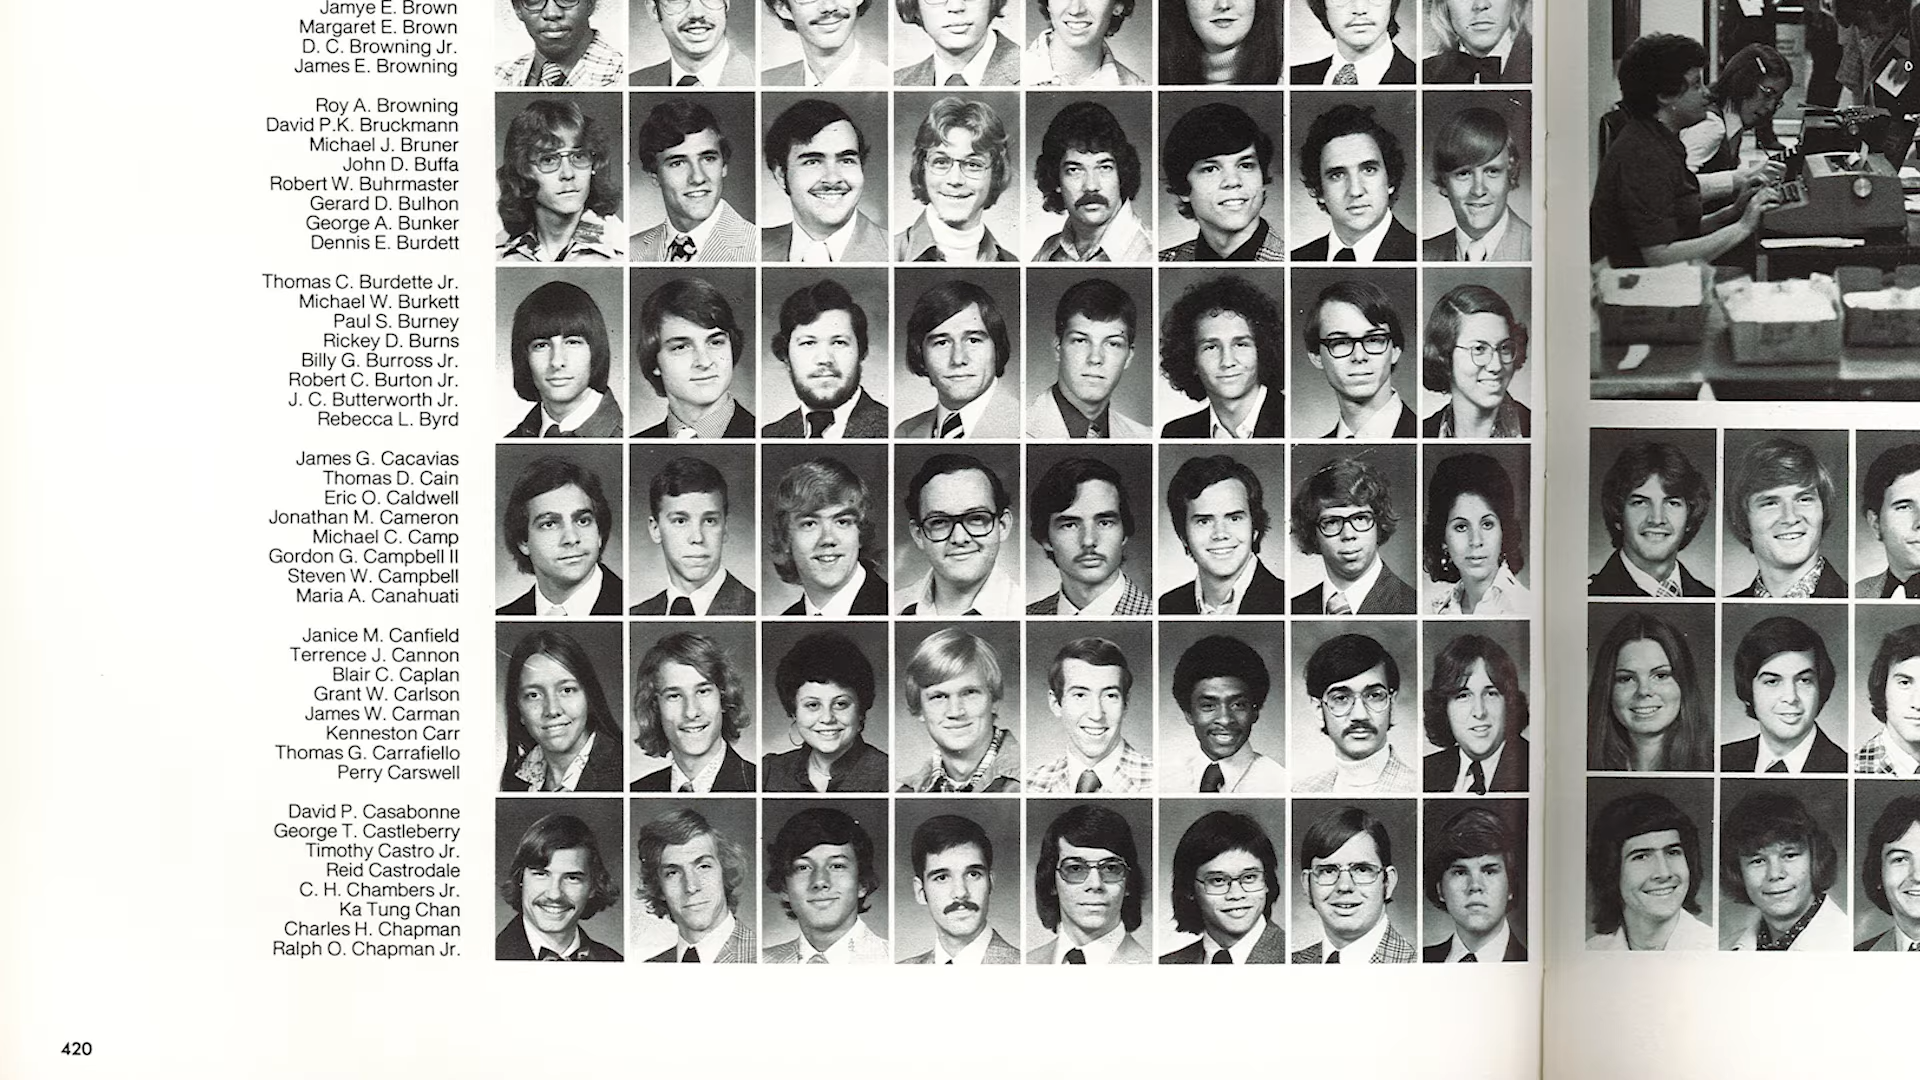 Jamye E. Brown
Margaret E. Brown
D. C. Browning Jr.
James E. Browning
Roy A. Browning
David P.K. Bruckmann
Michael J. Bruner
John D. Buffa
Robert W. Buhrmaster
Gerard D. Bulhon
George A. Bunker
Dennis E. Burdett
Thomas C. Burdette Jr.
Michael W. Burkett
Paul S. Burney
Rickey D. Burns
Billy G. Burross Jr.
Robert C. Burton Jr.
J. C. Butterworth Jr.
Rebecca L. Byrd
James G. Cacavias
Thomas D. Cain
Eric O. Caldwell
Jonathan M. Cameron
Michael C. Camp
Gordon G. Campbell II
Steven W. Campbell
Maria A. Canahuati
Janice M. Canfield
Terrence J. Cannon
Blair C. Caplan
Grant W. Carlson
James W. Carman
Kenneston Carr
Thomas G. Carrafiello
Perry Carswell
David P. Casabonne
George T. Castleberry
Timothy Castro Jr.
Reid Castrodale
C. H. Chambers Jr.
Ka Tung Chan
Charles H. Chapman
Ralph O. Chapman Jr.
420